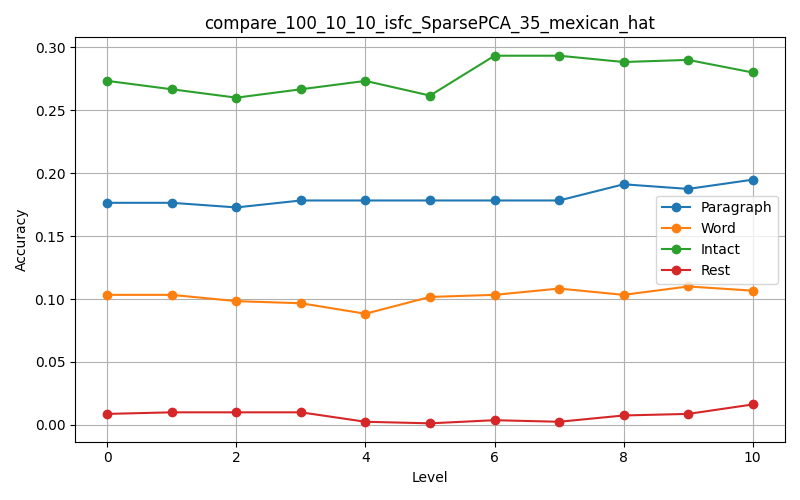 compare_100_10_10_isfc_SparsePCA_35_mexican_hat
0.30
0.25
0.20
0.15
0.10
0.05
0.00
Accuracy
Paragraph
Word
Intact
Rest
0 2 4 6 8 10
Level